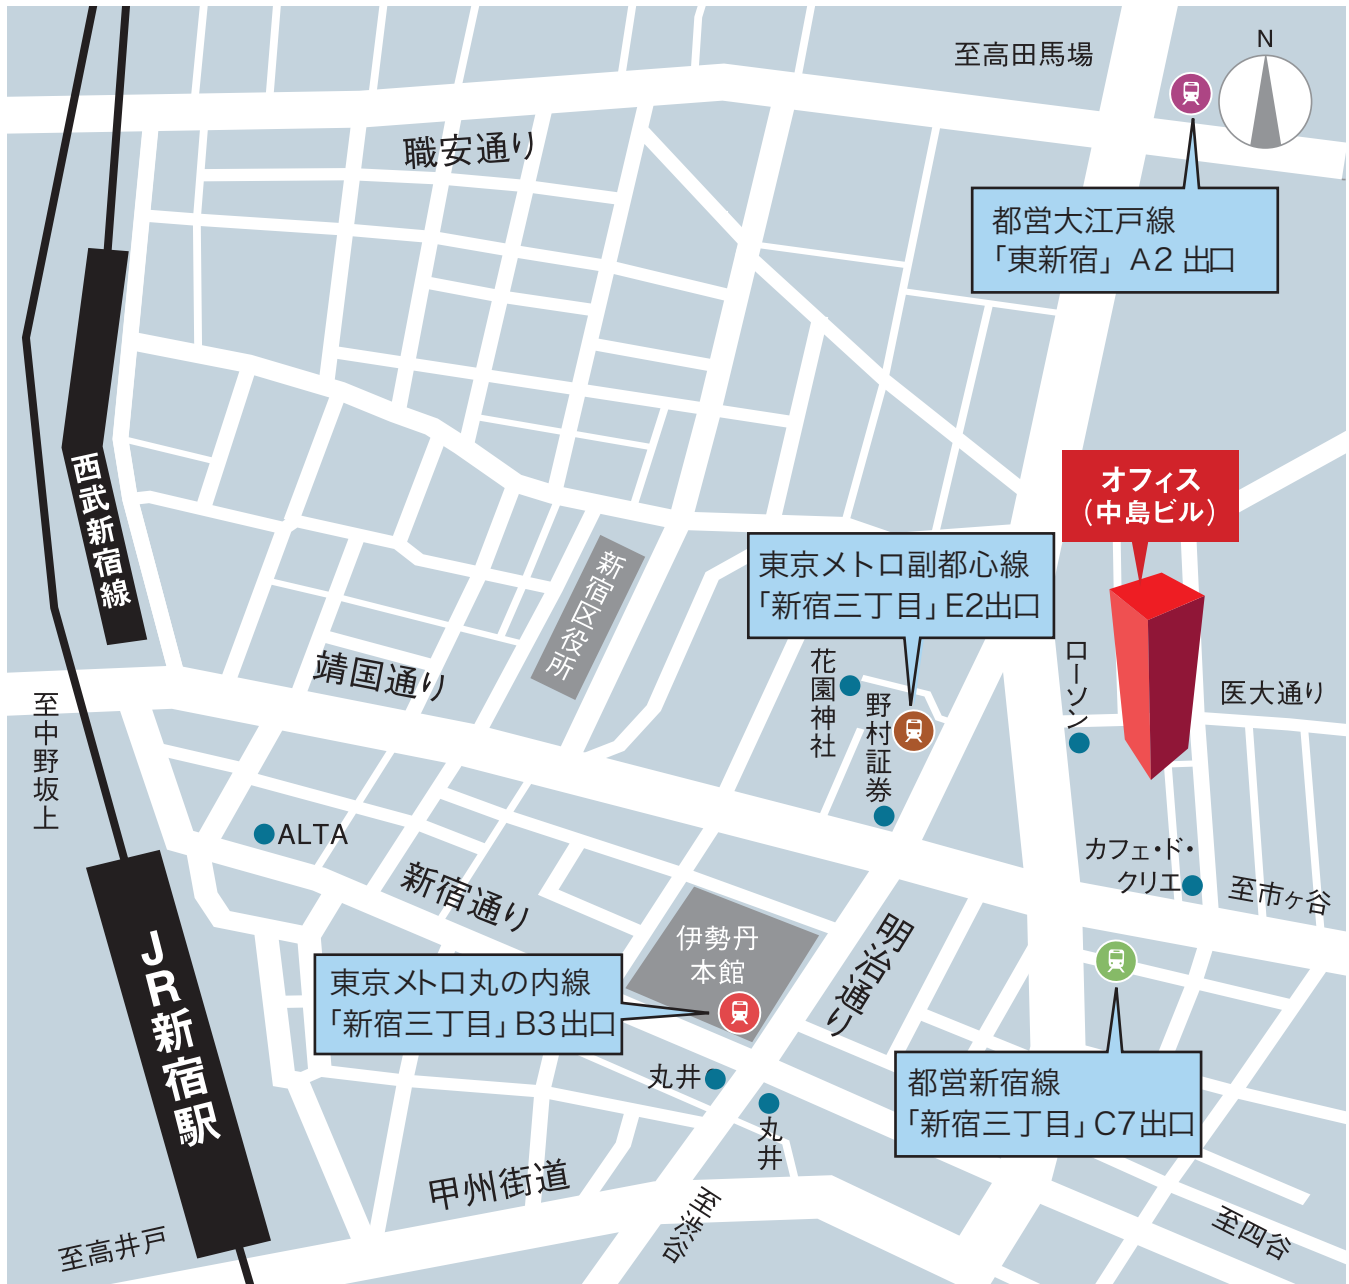 N
至高田馬場
職安通り
都営大江戸線
「東新宿」A2 出口
西武新宿線
オフィス
（中島ビル）
新宿区役所
東京メトロ副都心線
「新宿三丁目」E2出口
靖国通り
花園神社
ローソン
医大通り
至中野坂上
野村証券
ALTA
カフェ・ド・
クリエ
新宿通り
至市ヶ谷
伊勢丹
本館
明治通り
JR新宿駅
東京メトロ丸の内線
「新宿三丁目」B3出口
丸井
丸井
都営新宿線
「新宿三丁目」C7出口
甲州街道
至渋谷
至四谷
至高井戸